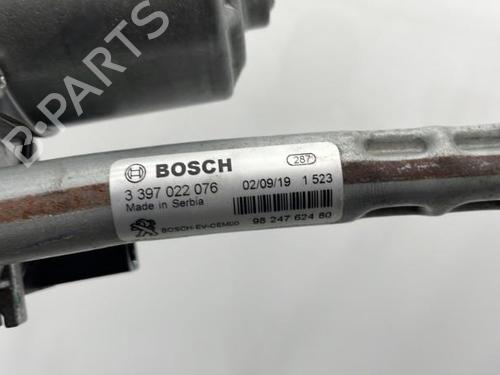 B-PARTS
BOSCH
287
3 397 022 076
02/09/19 1 523
Made in Serbia
98 247 624 80
BOSCH-EV-CEM00